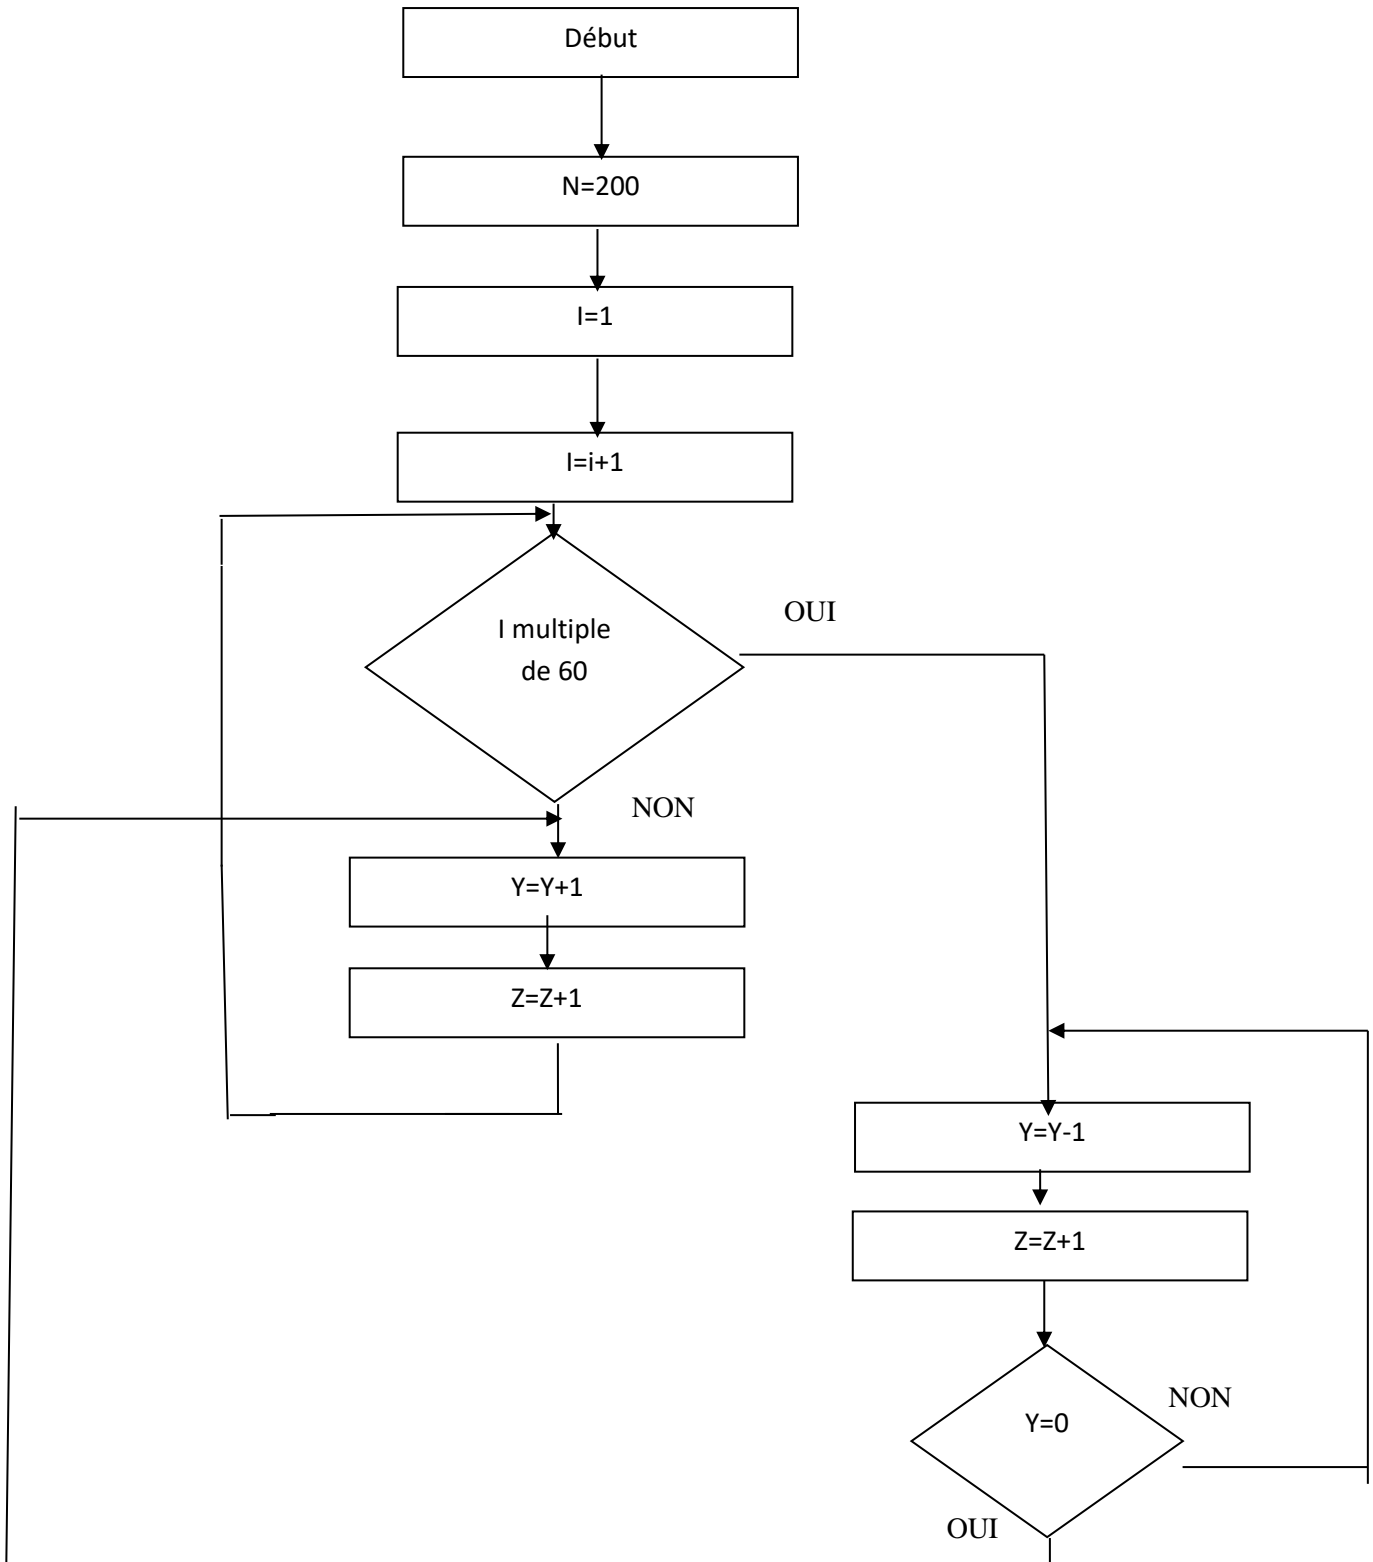 Début
N=200
I=1
I=i+1
OUI
I multiple
de 60
NON
Y=Y+1
Z=Z+1
Y=Y-1
Z=Z+1
NON
Y=0
OUI